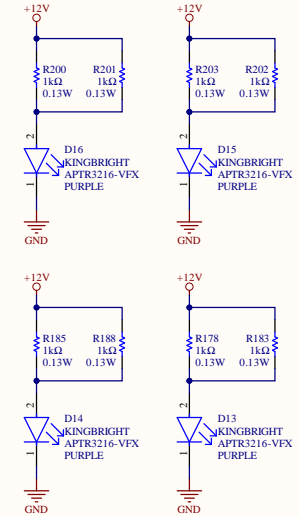 +12V
R200
1kΩ
0.13W
R201
1kΩ
0.13W
2
1
D16
KINGBRIGHT
APTR3216-VFX
PURPLE
GND
+12V
R203
1kΩ
0.13W
R202
1kΩ
0.13W
2
1
D15
KINGBRIGHT
APTR3216-VFX
PURPLE
GND
+12V
R185
1kΩ
0.13W
R188
1kΩ
0.13W
2
1
D14
KINGBRIGHT
APTR3216-VFX
PURPLE
GND
+12V
R178
1kΩ
0.13W
R183
1kΩ
0.13W
2
1
D13
KINGBRIGHT
APTR3216-VFX
PURPLE
GND